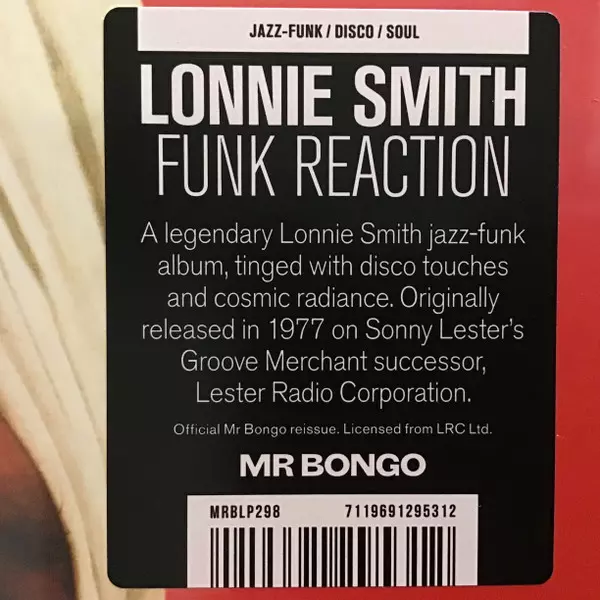 JAZZ-FUNK / DISCO / SOUL
LONNIE SMITH
FUNK REACTION
A legendary Lonnie Smith jazz-funk
album, tinged with disco touches
and cosmic radiance. Originally
released in 1977 on Sonny Lester's
Groove Merchant successor,
Lester Radio Corporation.
Official Mr Bongo reissue. Licensed from LRC Ltd.
MR BONGO
MRBLP298 7119691295312